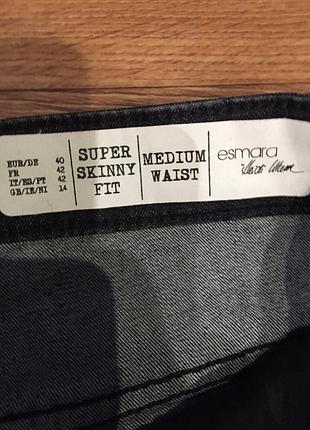 EUR/DE 40
FR 42
IT/ES/PT 42
GB/IE/NI 14
SUPER
SKINNY
FIT
MEDIUM
WAIST
esmara